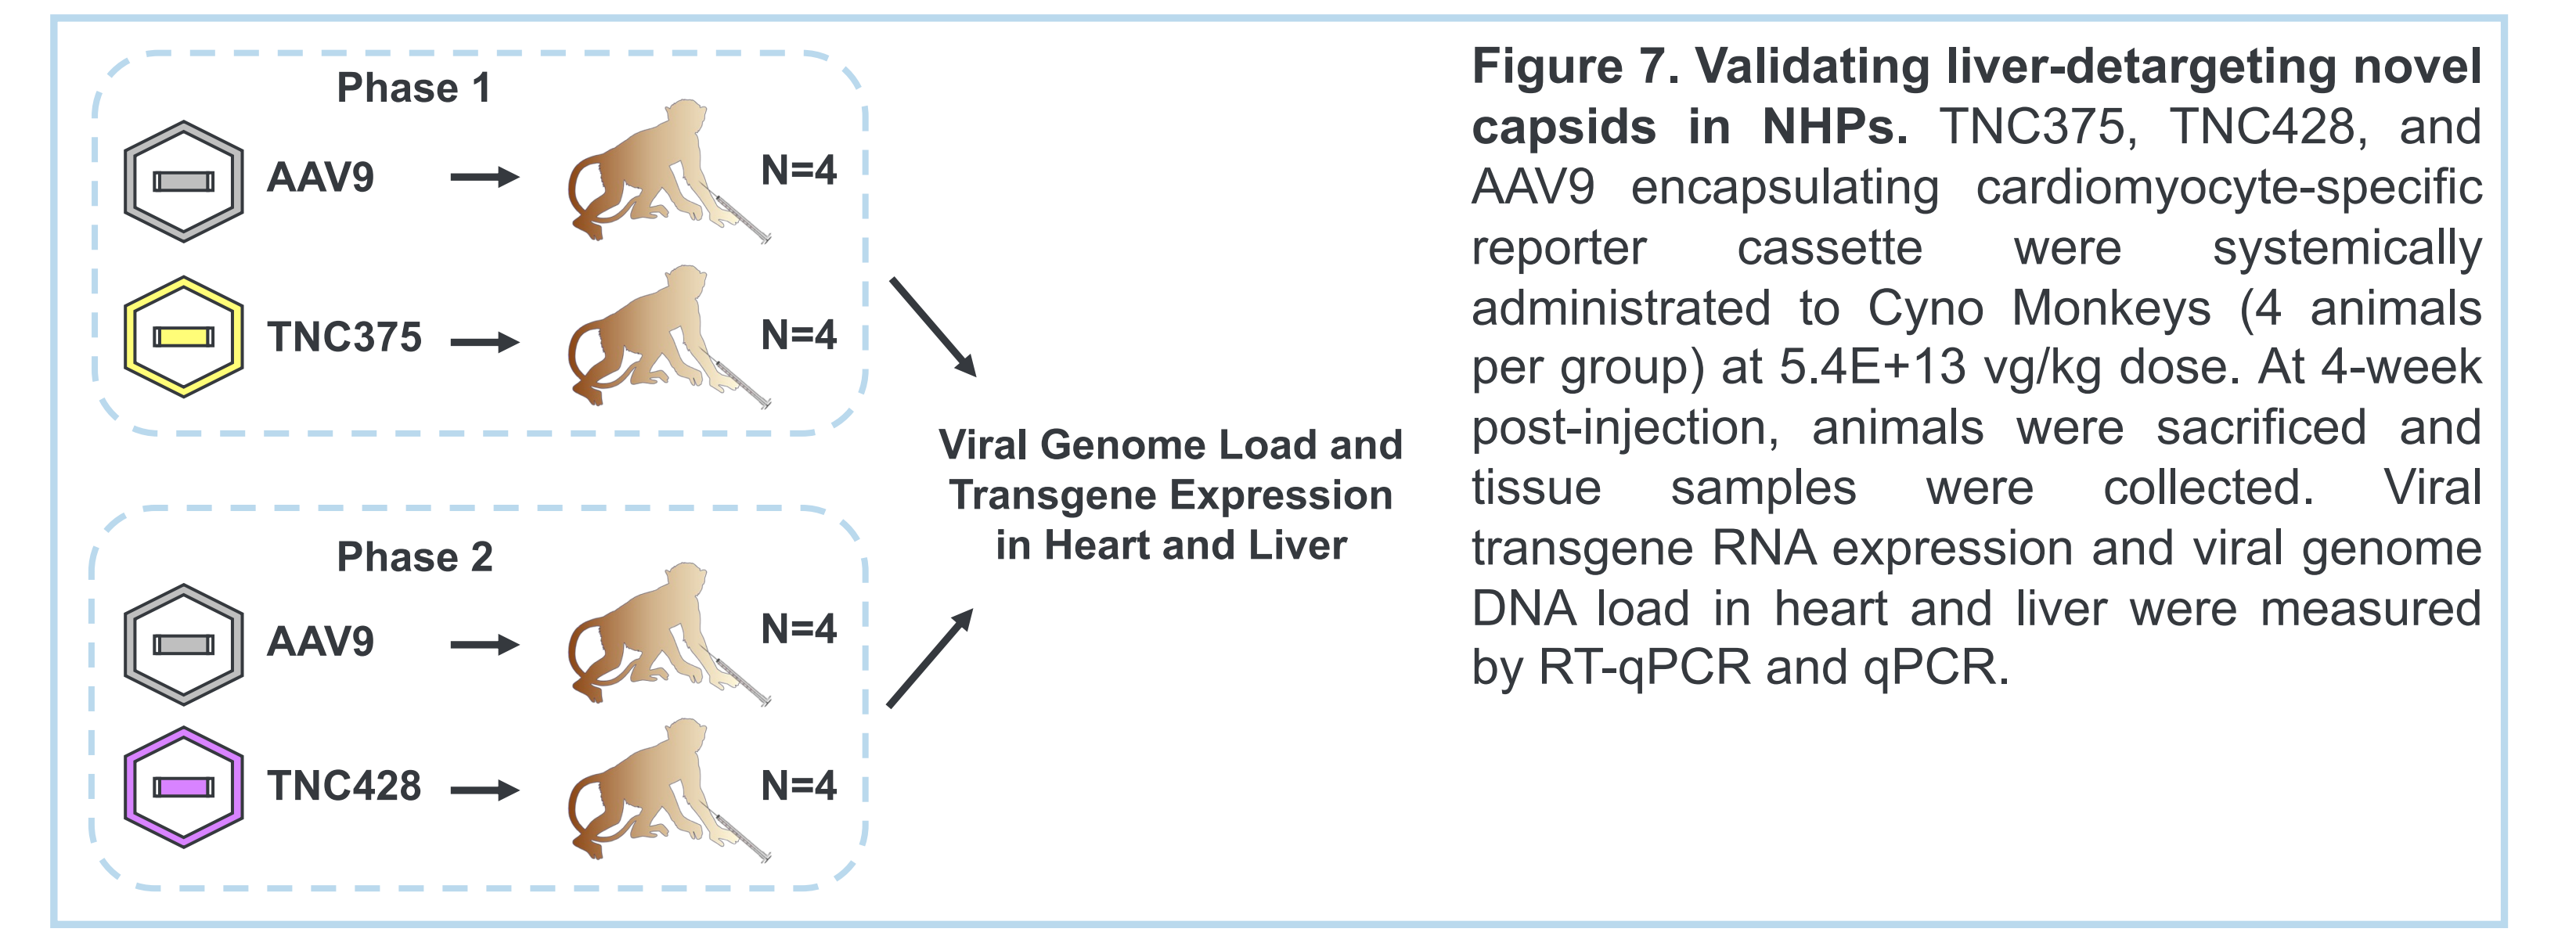 Phase 1
AAV9
N=4
TNC375
N=4
Phase 2
AAV9
N=4
TNC428
N=4
Viral Genome Load and
Transgene Expression
in Heart and Liver
Figure 7. Validating liver-detargeting novel
capsids in NHPs. TNC375, TNC428, and
AAV9 encapsulating cardiomyocyte-specific
reporter cassette were systemically
administrated to Cyno Monkeys (4 animals
per group) at 5.4E+13 vg/kg dose. At 4-week
post-injection, animals were sacrificed and
tissue samples were collected. Viral
transgene RNA expression and viral genome
DNA load in heart and liver were measured
by RT-qPCR and qPCR.